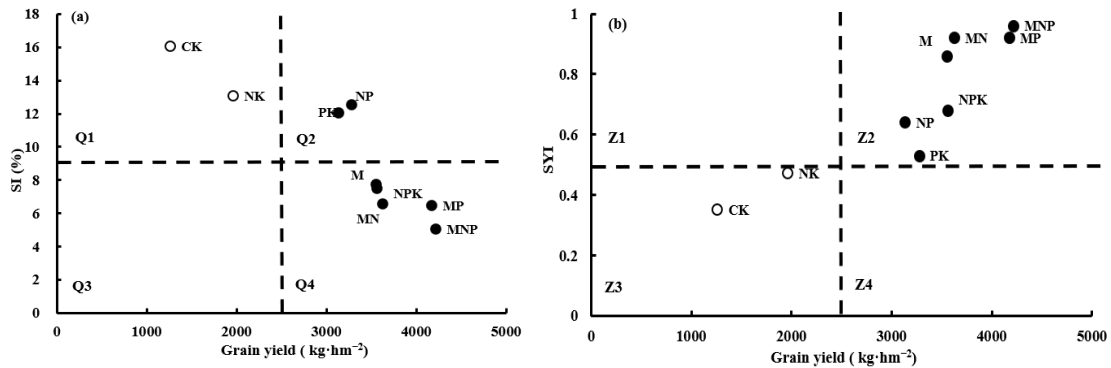 (a)
18
16
14
12
10
8
6
4
2
0
SI (%)
CK
NK
NP
PK
Q1
Q2
M
NPK
MN
MP
MNP
Q3
Q4
0
1000
2000
3000
4000
5000
Grain yield ( kg·hm⁻²)
(b)
1
0.8
0.6
0.4
0.2
0
SYI
M
MN
MNP
MP
NPK
NP
Z1
Z2
PK
NK
CK
Z3
Z4
0
1000
2000
3000
4000
5000
Grain yield ( kg·hm⁻²)